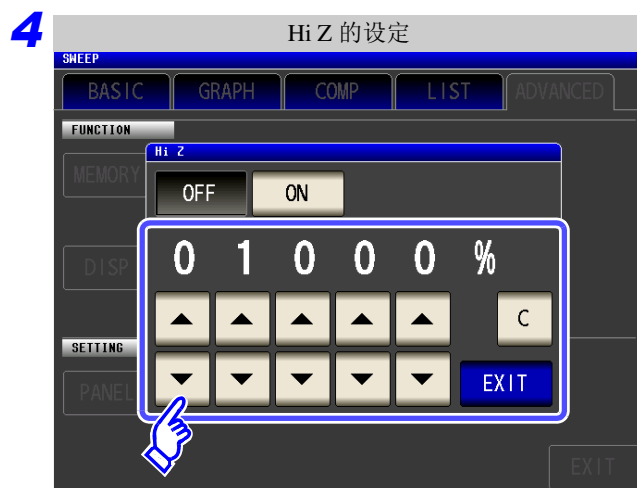 4
Hi Z 的设定
SWEEP
BASIC GRAPH COMP LIST ADVANCED
FUNCTION
Hi Z
MEMORY
OFF ON
DISP
0 1 0 0 0 %
C
SETTING
PANEL
EXIT
EXIT